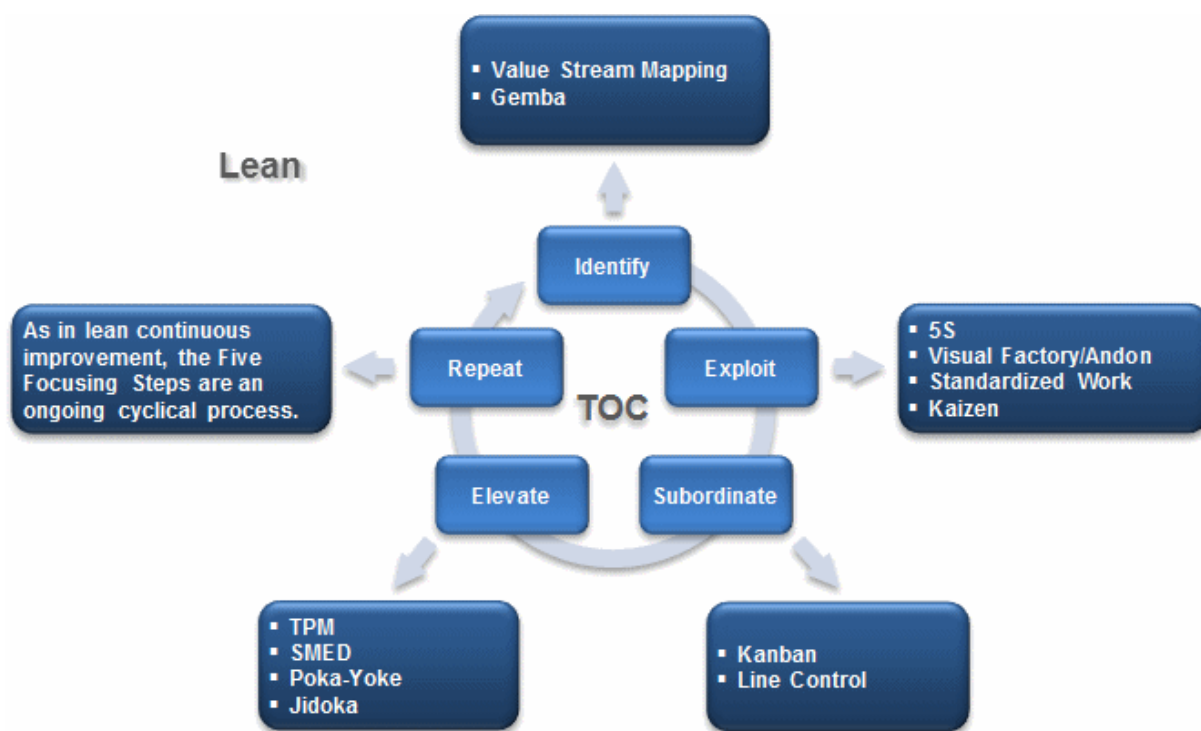 ▪ Value Stream Mapping
▪ Gemba
Lean
Identify
As in lean continuous
improvement, the Five
Focusing Steps are an
ongoing cyclical process.
Repeat
TOC
Exploit
▪ 5S
▪ Visual Factory/Andon
▪ Standardized Work
▪ Kaizen
Elevate
Subordinate
▪ TPM
▪ SMED
▪ Poka-Yoke
▪ Jidoka
▪ Kanban
▪ Line Control